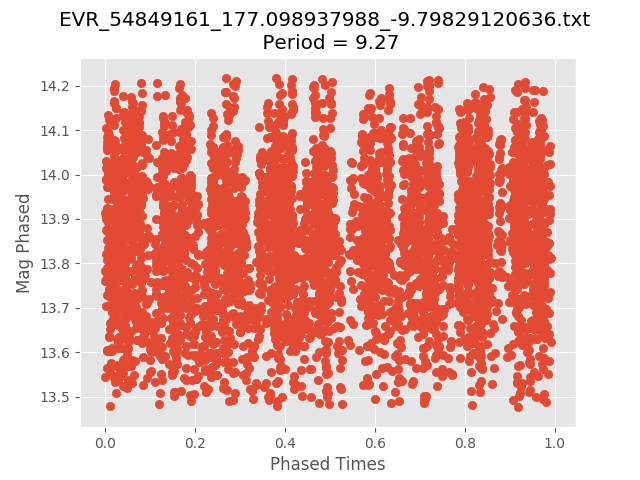 EVR_54849161_177.098937988_-9.79829120636.txt
Period = 9.27
14.2
14.1
14.0
13.9
13.8
13.7
13.6
13.5
Mag Phased
0.0 0.2 0.4 0.6 0.8 1.0
Phased Times